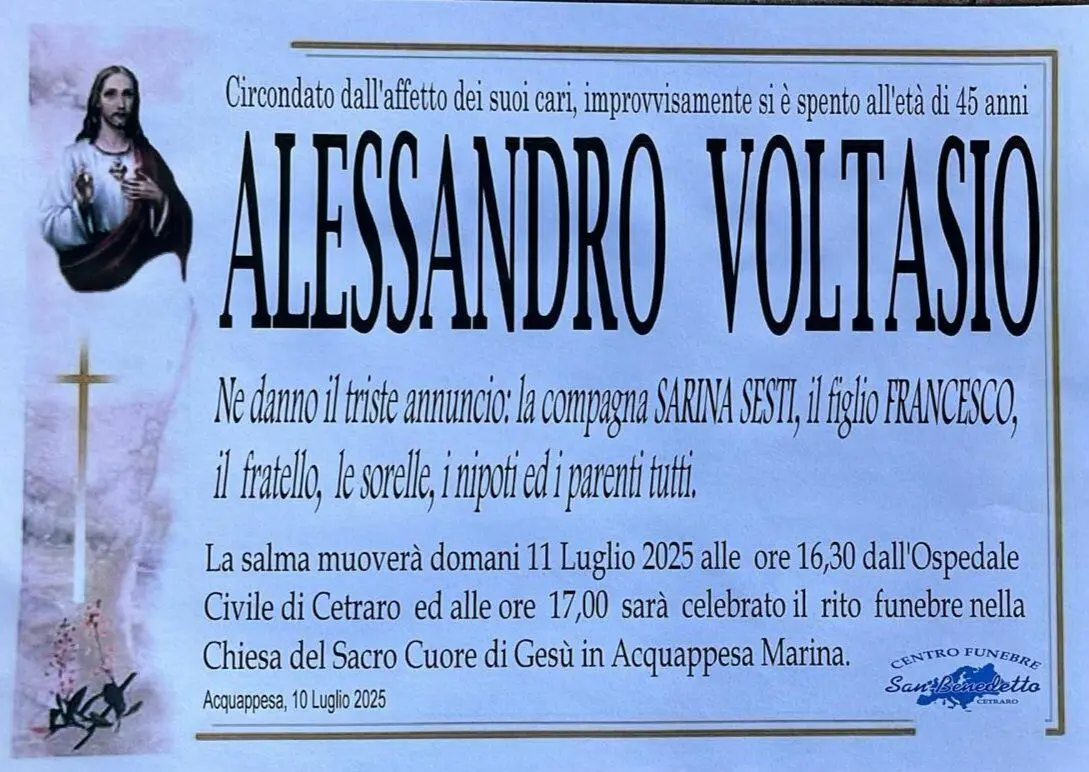 Circondato dall'affetto dei suoi cari, improvvisamente si è spento all'età di 45 anni
ALESSANDRO VOLTASIO
Ne danno il triste annuncio: la compagna SARINA SESTI, il figlio FRANCESCO,
il fratello, le sorelle, i nipoti ed i parenti tutti.
La salma muoverà domani 11 Luglio 2025 alle ore 16,30 dall'Ospedale
Civile di Cetraro ed alle ore 17,00 sarà celebrato il rito funebre nella
Chiesa del Sacro Cuore di Gesù in Acquappesa Marina.
Acquappesa, 10 Luglio 2025
CENTRO FUNEBRE
San Benedetto
CETRARO